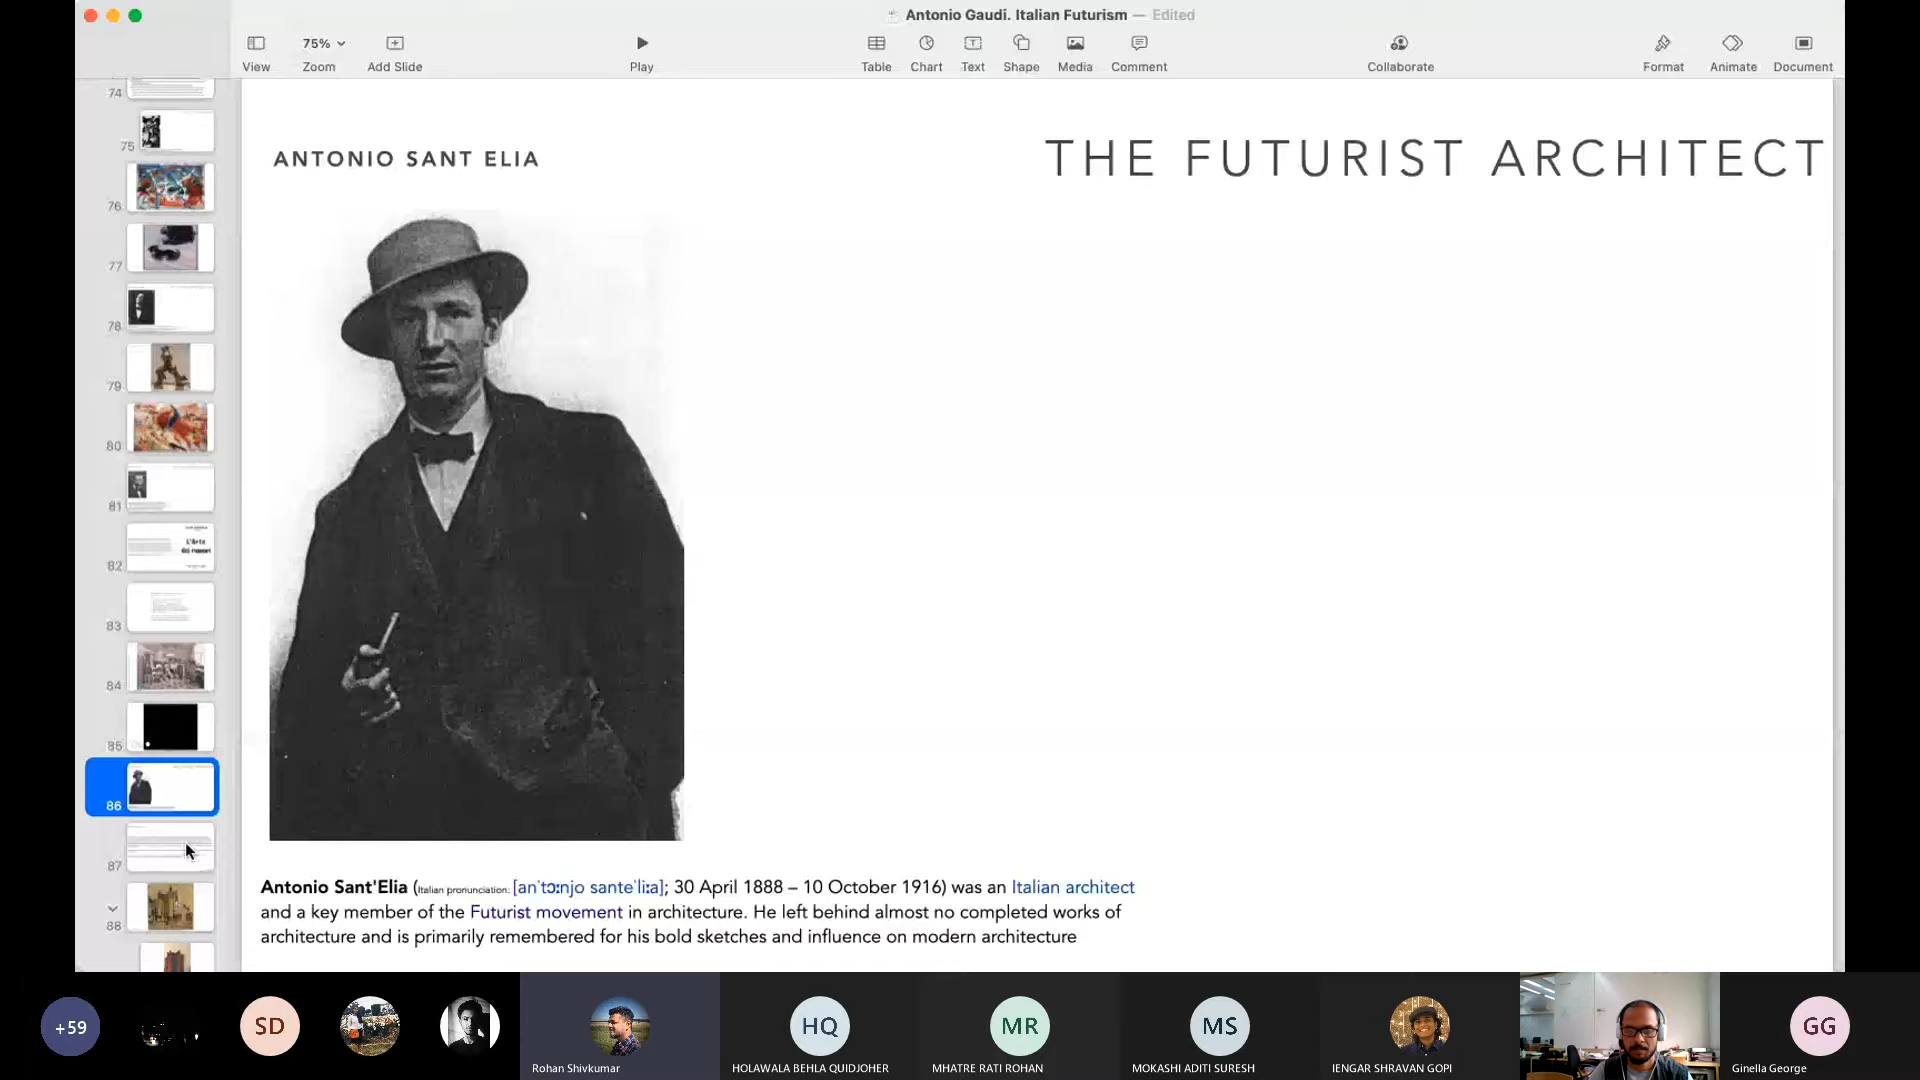 Antonio Gaudi. Italian Futurism — Edited
View
75%
Zoom
Add Slide
Play
Table
Chart
Text
Shape
Media
Comment
Collaborate
Format
Animate
Document
74
75
76
77
78
79
80
81
82
83
84
85
86
87
88
L'Arte
dei rumori
ANTONIO SANT ELIA
THE FUTURIST ARCHITECT
Antonio Sant'Elia (Italian pronunciation: [anˈtɔːnjo santeˈliːa]; 30 April 1888 – 10 October 1916) was an Italian architect
and a key member of the Futurist movement in architecture. He left behind almost no completed works of
architecture and is primarily remembered for his bold sketches and influence on modern architecture
+59
SD
Rohan Shivkumar
HQ
HOLAWALA BEHLA QUIDJOHER
MR
MHATRE RATI ROHAN
MS
MOKASHI ADITI SURESH
IENGAR SHRAVAN GOPI
GG
Ginella George